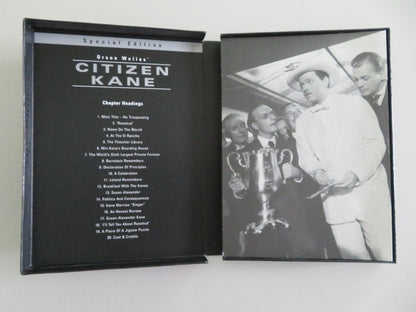 Special Edition
Orson Welles'
CITIZEN
KANE
Chapter Headings
1. Main Title - No Trespassing
2. "Rosebud"
3. News On The March
4. At The El Rancho
5. The Thatcher Library
6. Mrs Kane's Boarding House
7. The World's Sixth Largest Private Fortune
8. Bernstein Remembers
9. Declaration Of Principles
10. A Celebration
11. Leland Remembers
12. Breakfast With The Kanes
13. Susan Alexander
14. Politics And Consequences
15. Kane Marries "Singer"
16. An Honest Review
17. Susan Alexander Kane
18. "I'll Tell You About Rosebud"
19. A Piece Of A Jigsaw Puzzle
20. Cast & Credits